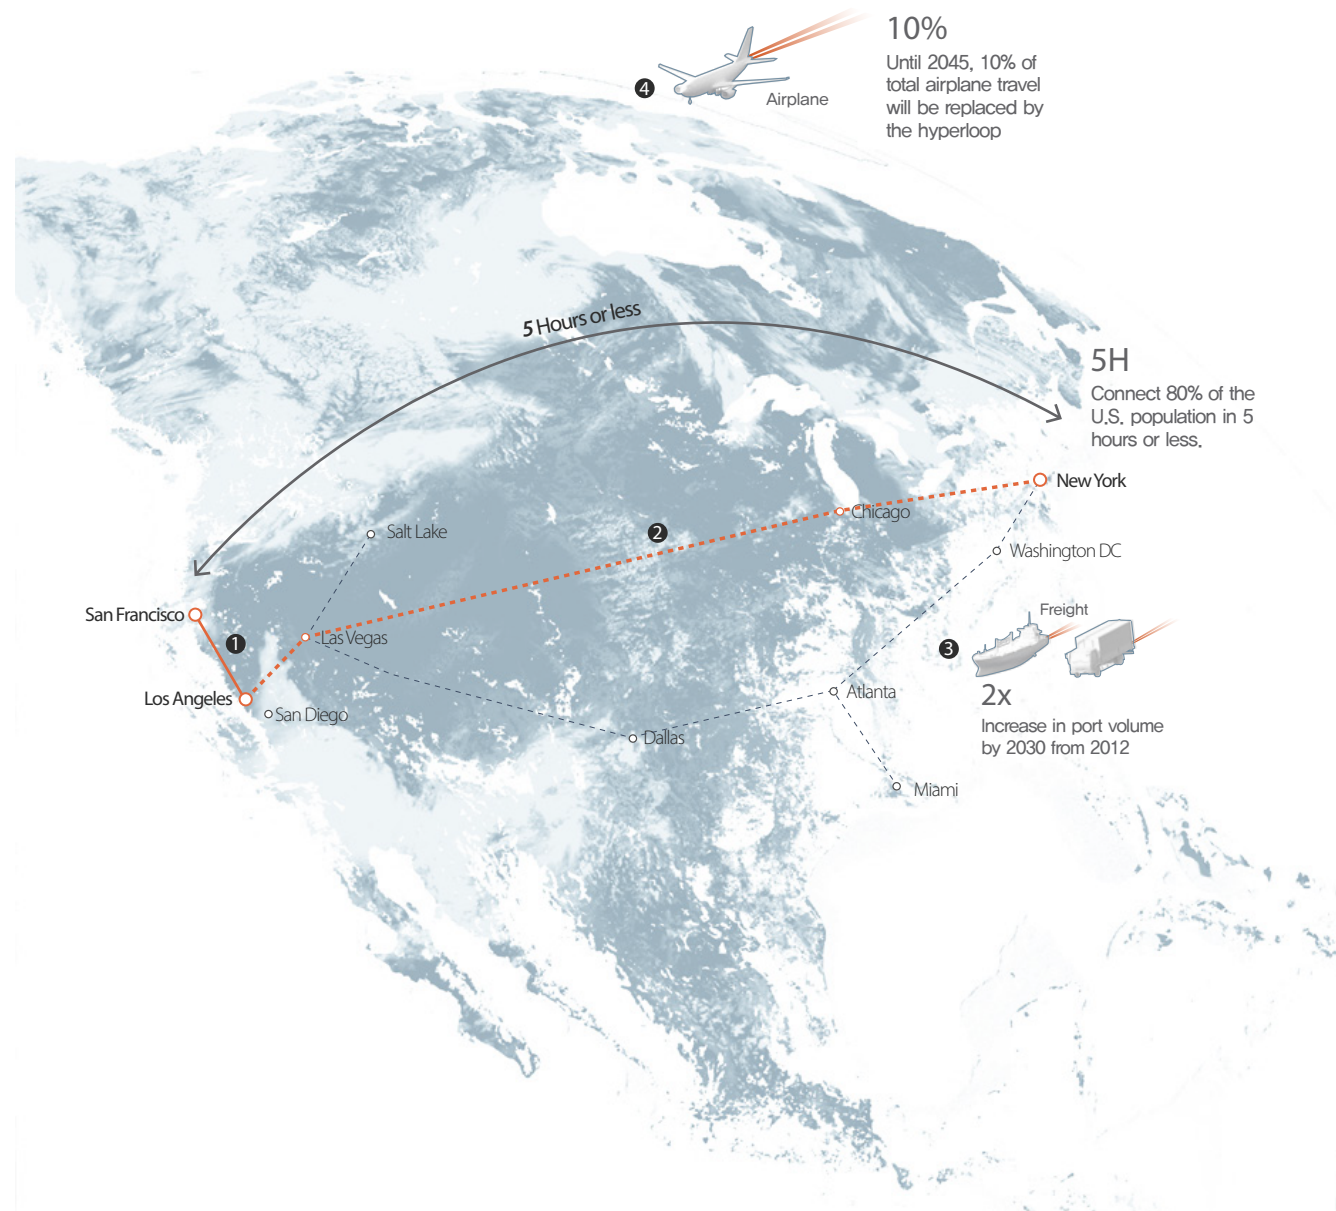 10%
Until 2045, 10% of
total airplane travel
will be replaced by
the hyperloop
4
Airplane
5 Hours or less
5H
Connect 80% of the
U.S. population in 5
hours or less.
New York
Chicago
2
Salt Lake
Washington DC
San Francisco
1
Las Vegas
Freight
3
Los Angeles
San Diego
Atlanta
2x
Increase in port volume
by 2030 from 2012
Dallas
Miami